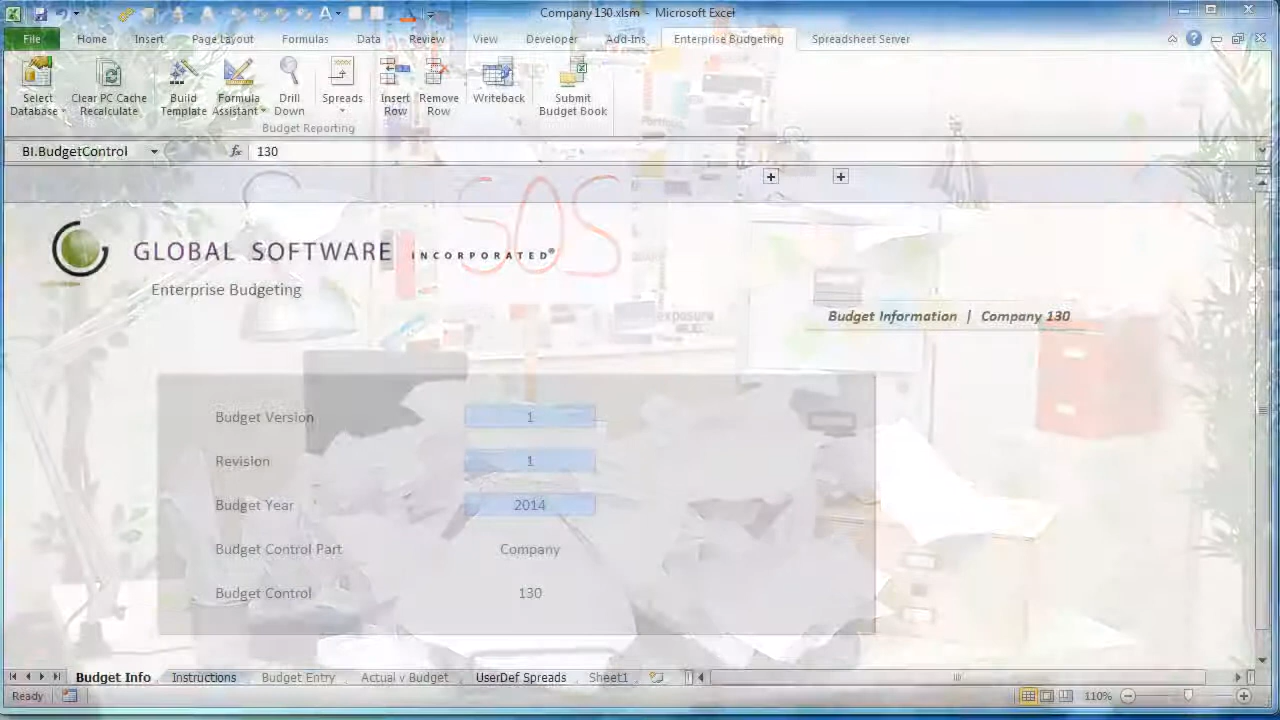 Company 130.xlsm - Microsoft Excel
File Home Insert Page Layout Formulas Data Review View Developer Add-Ins Enterprise Budgeting Spreadsheet Server
Select Database
Clear PC Cache Recalculate
Build Template
Formula Assistant
Drill Down
Spreads
Insert Row
Remove Row
Writeback
Submit Budget Book
Budget Reporting
BI.BudgetControl fx 130
SOS
GLOBAL SOFTWARE INCORPORATED®
Enterprise Budgeting
exposure
Budget Information | Company 130
Budget Version 1
Revision 1
Budget Year 2014
Budget Control Part Company
Budget Control 130
Budget Info Instructions Budget Entry Actual v Budget UserDef Spreads Sheet1
Ready 110%